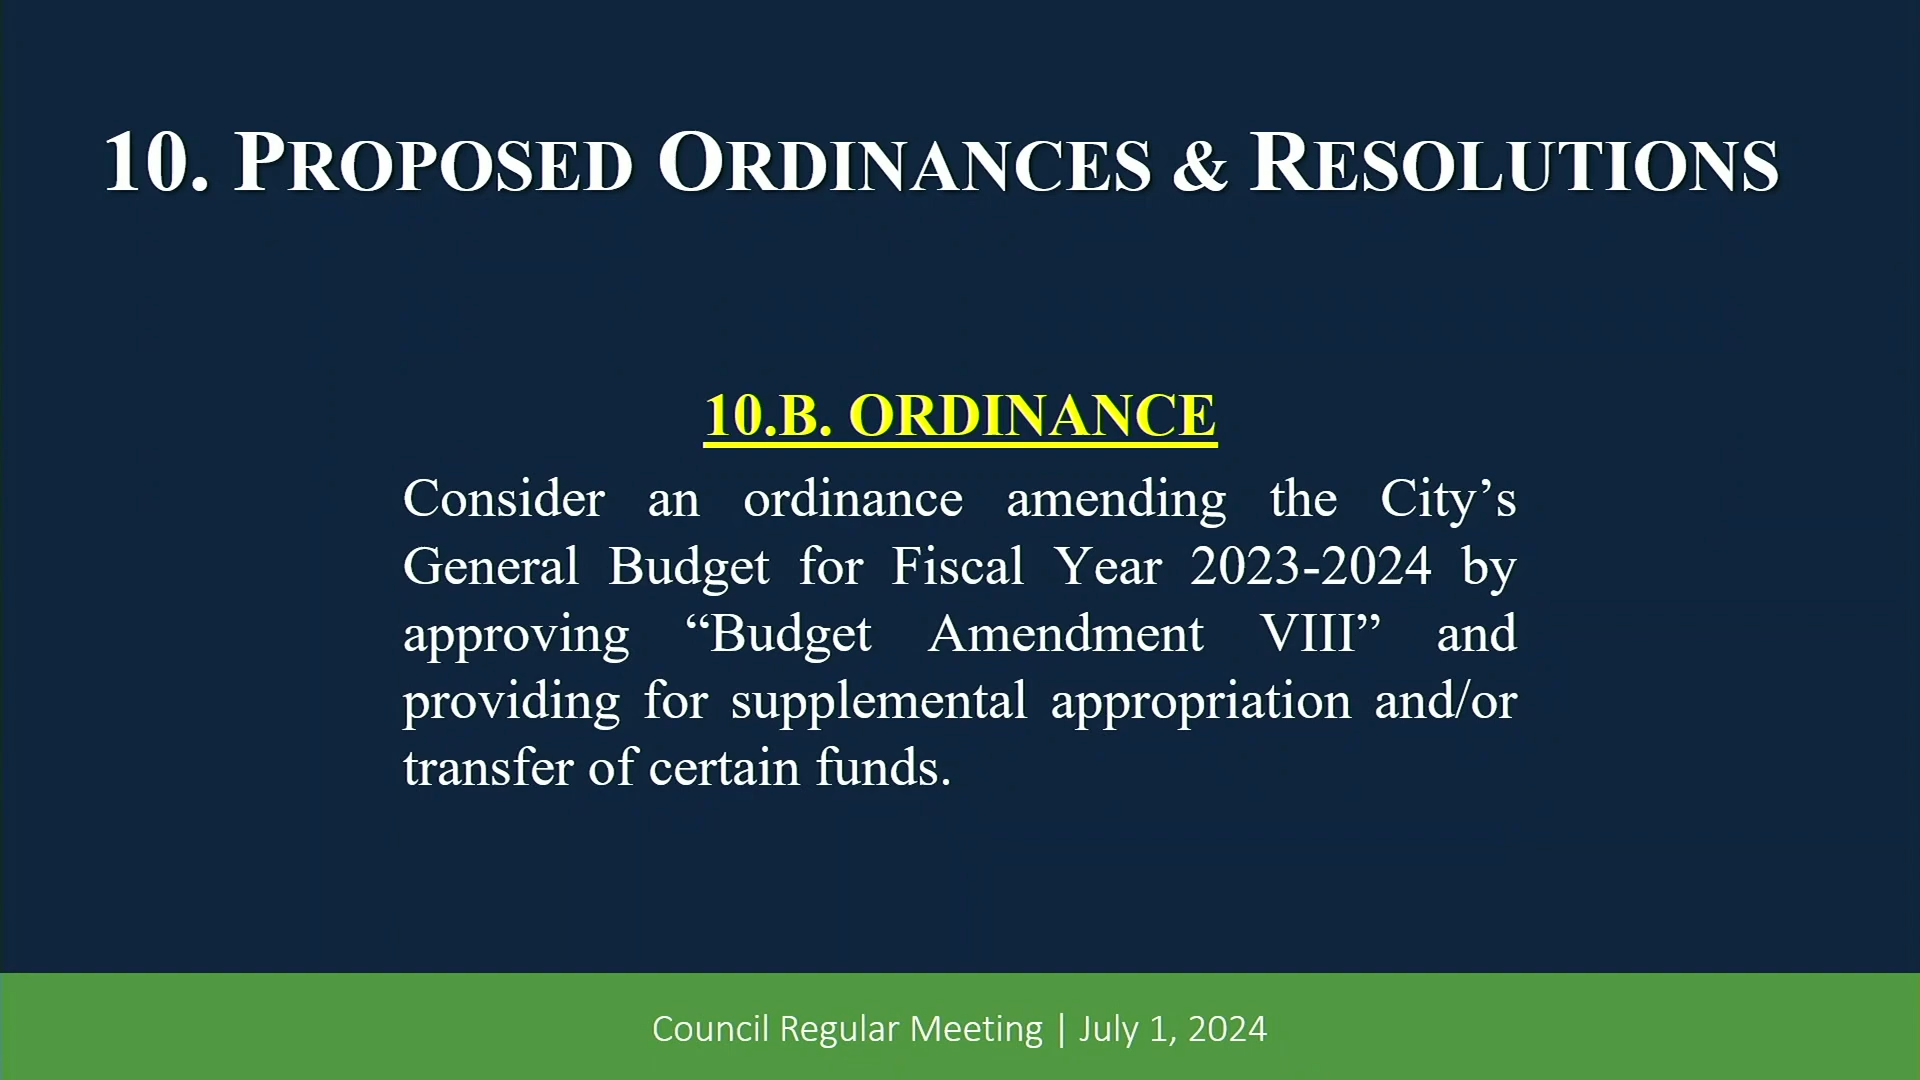 10. PROPOSED ORDINANCES & RESOLUTIONS
10.B. ORDINANCE
Consider an ordinance amending the City’s
General Budget for Fiscal Year 2023-2024 by
approving “Budget Amendment VIII” and
providing for supplemental appropriation and/or
transfer of certain funds.
Council Regular Meeting | July 1, 2024